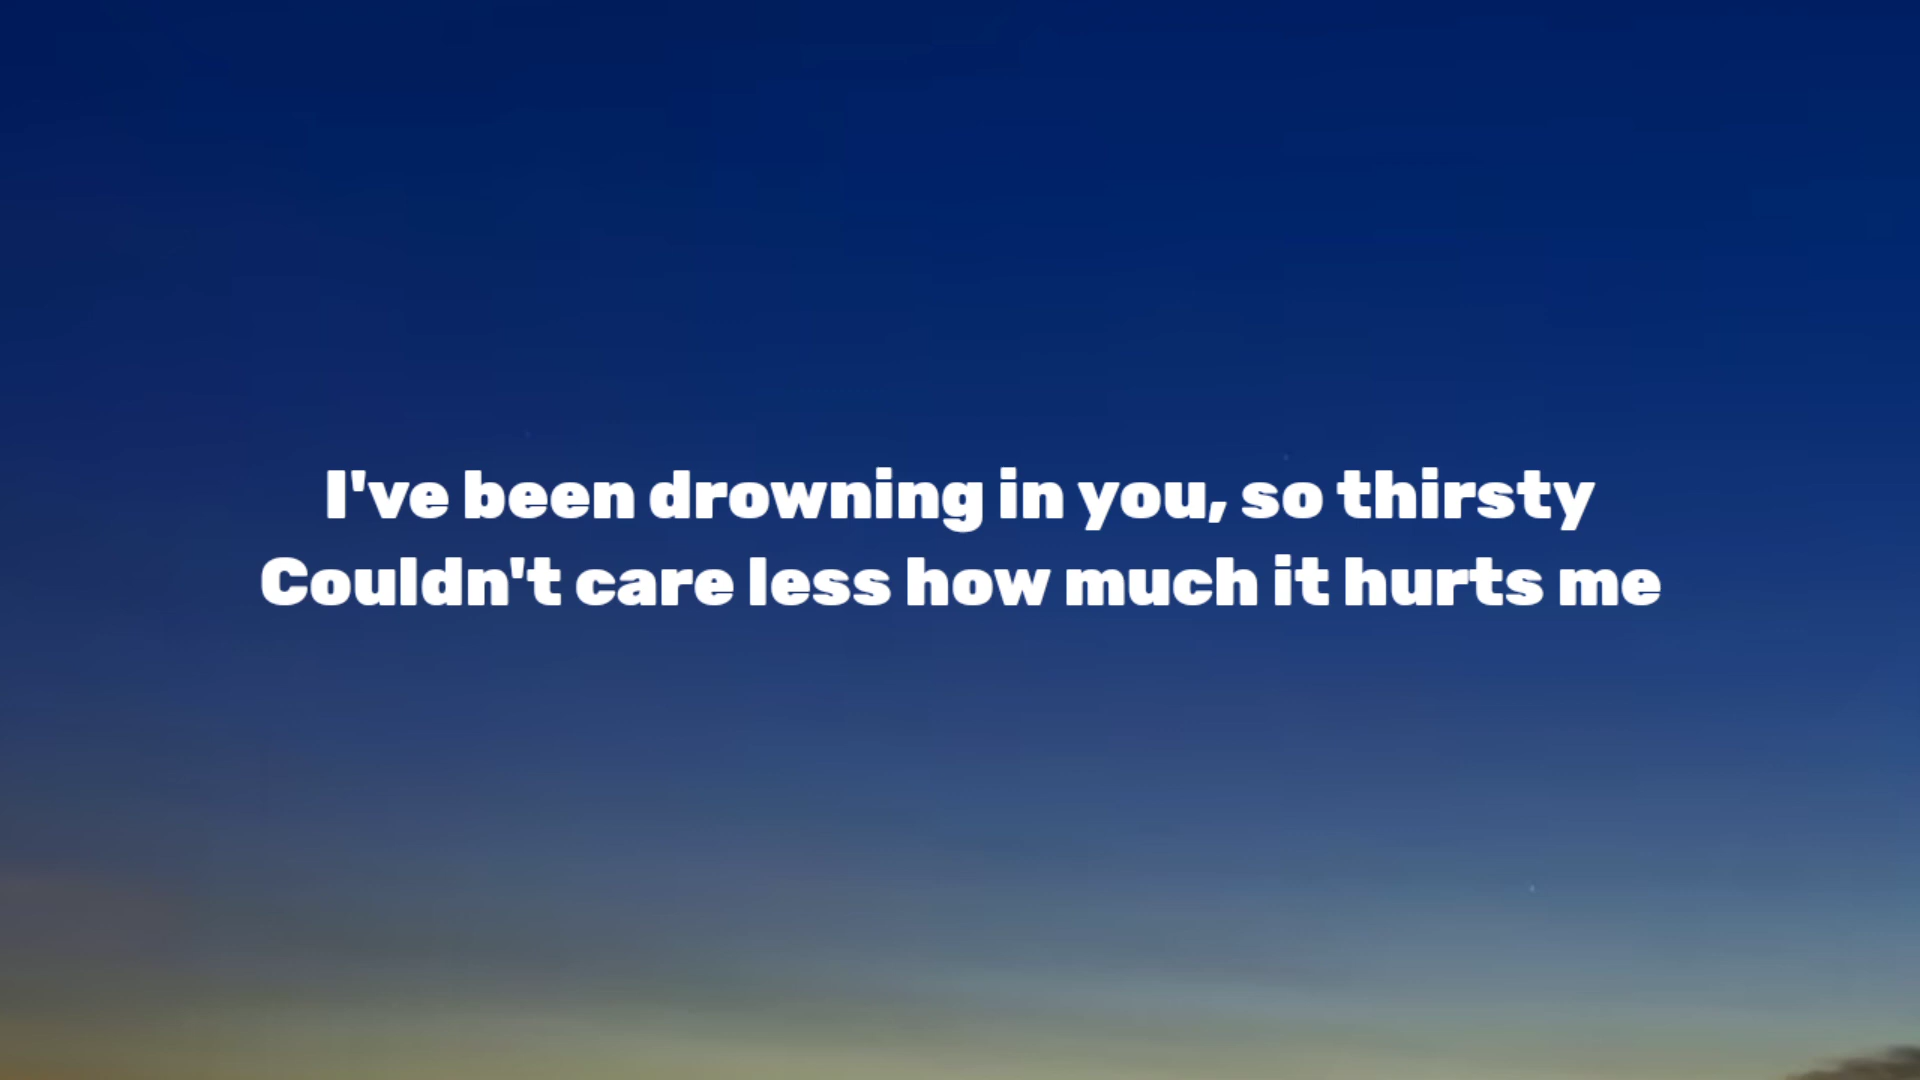 I've been drowning in you, so thirsty
Couldn't care less how much it hurts me